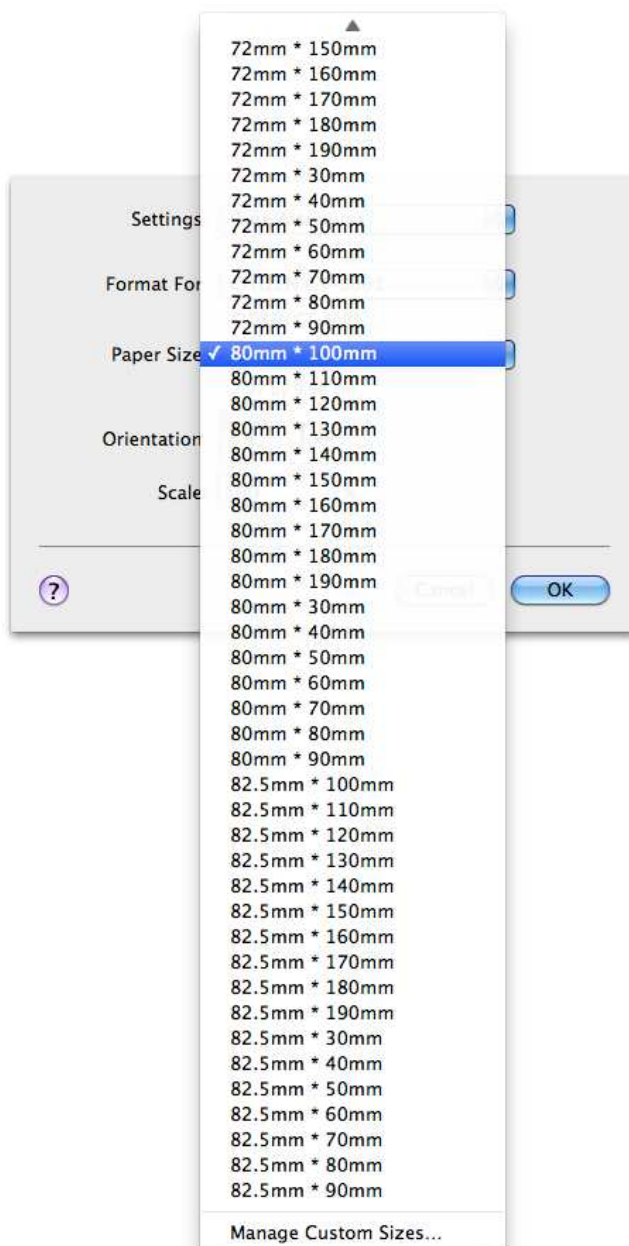 72mm * 150mm
72mm * 160mm
72mm * 170mm
72mm * 180mm
72mm * 190mm
72mm * 30mm
72mm * 40mm
Settings
72mm * 50mm
72mm * 60mm
Format For
72mm * 70mm
72mm * 80mm
72mm * 90mm
Paper Size
✓ 80mm * 100mm
80mm * 110mm
80mm * 120mm
80mm * 130mm
Orientation
80mm * 140mm
80mm * 150mm
Scale
80mm * 160mm
80mm * 170mm
80mm * 180mm
80mm * 190mm
?
Cancel
OK
80mm * 30mm
80mm * 40mm
80mm * 50mm
80mm * 60mm
80mm * 70mm
80mm * 80mm
80mm * 90mm
82.5mm * 100mm
82.5mm * 110mm
82.5mm * 120mm
82.5mm * 130mm
82.5mm * 140mm
82.5mm * 150mm
82.5mm * 160mm
82.5mm * 170mm
82.5mm * 180mm
82.5mm * 190mm
82.5mm * 30mm
82.5mm * 40mm
82.5mm * 50mm
82.5mm * 60mm
82.5mm * 70mm
82.5mm * 80mm
82.5mm * 90mm
Manage Custom Sizes...